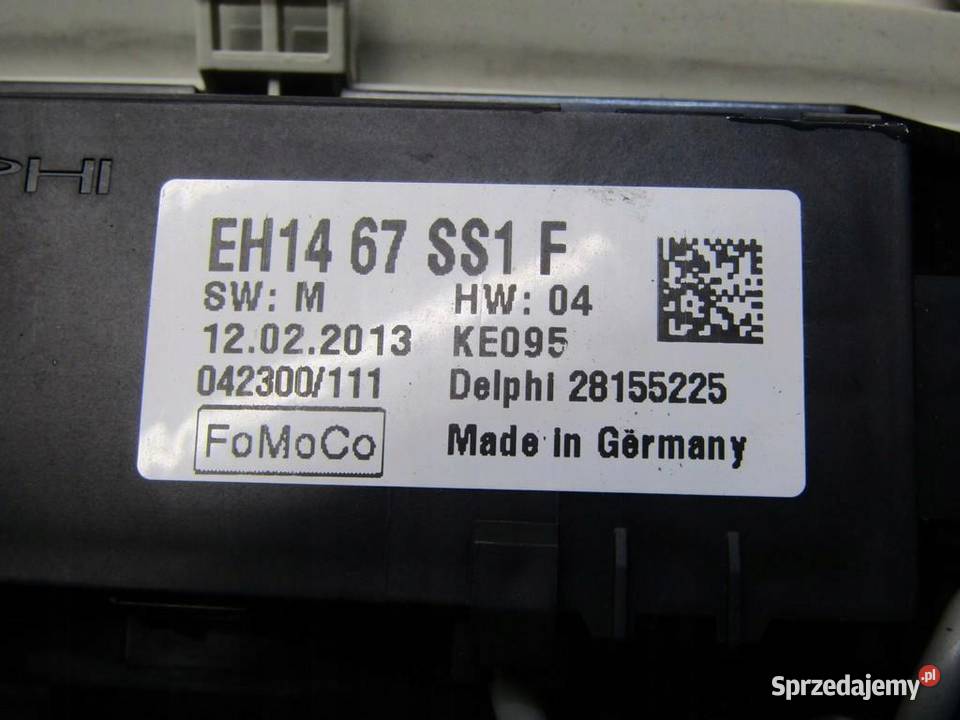 PHI
EH14 67 SS1 F
SW: M HW: 04
12.02.2013 KE095
042300/111 Delphi 28155225
FoMoCo Made in Germany
Sprzedajemy.pl